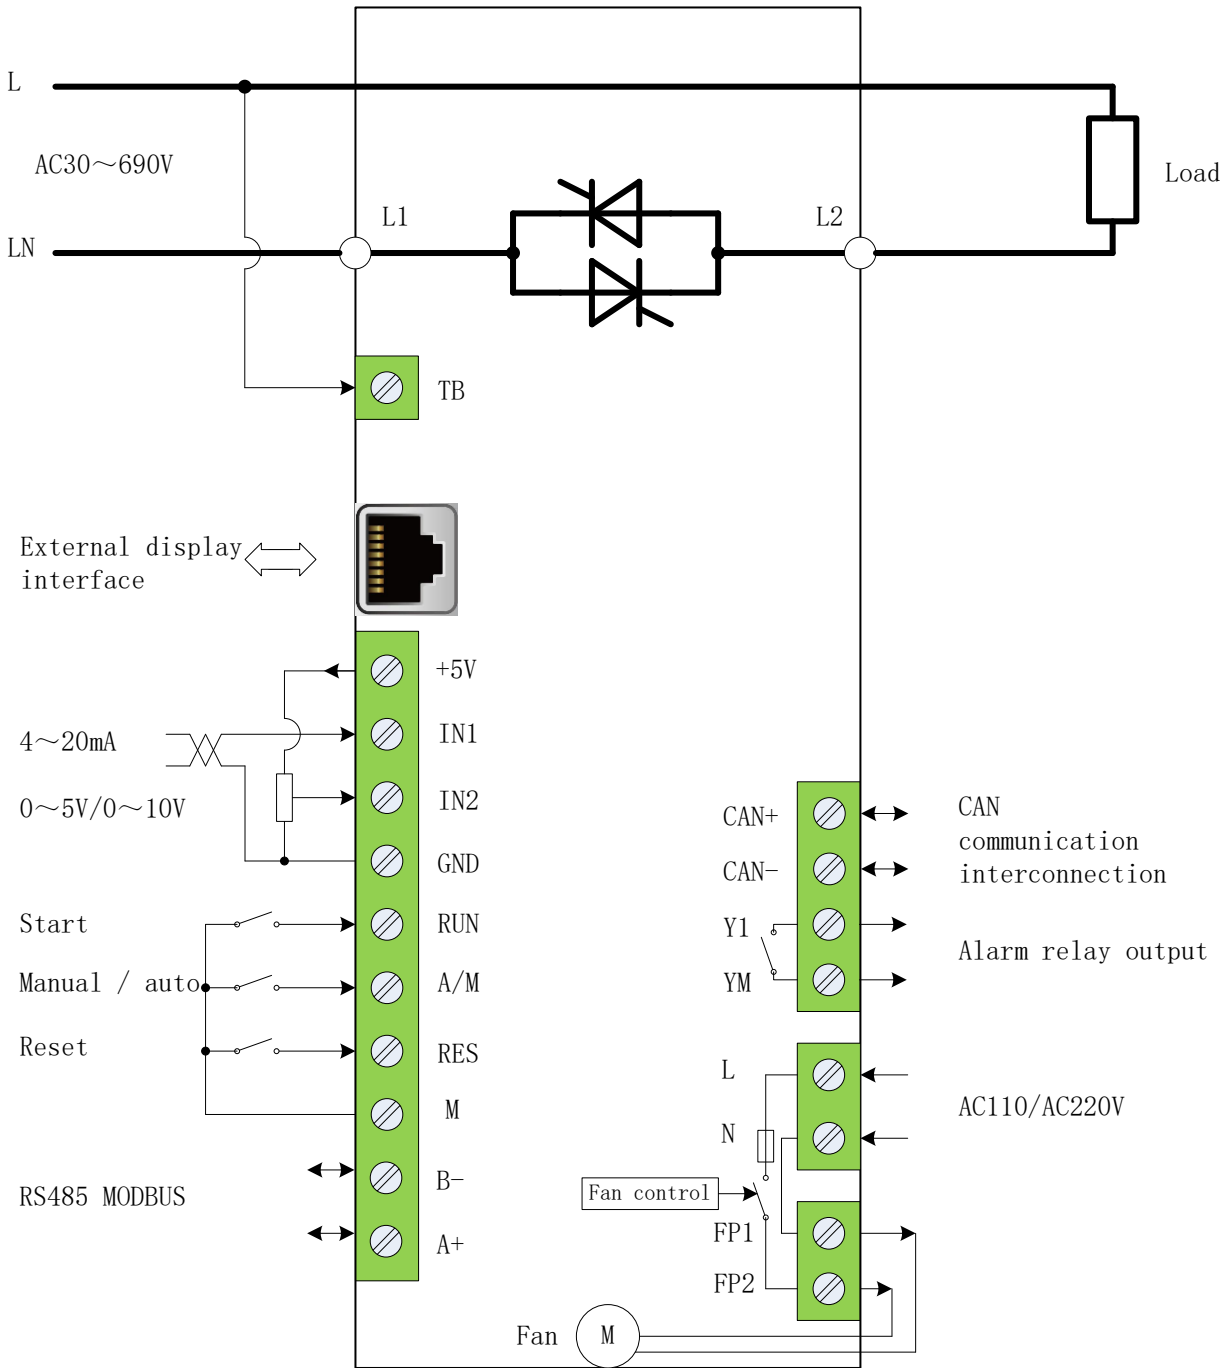 L
AC30～690V
Load
L1
L2
LN
TB
External display
interface
+5V
4～20mA
IN1
0～5V/0～10V
IN2
GND
Start
RUN
Manual / auto
A/M
Reset
RES
M
RS485 MODBUS
B-
A+
CAN+
CAN
communication
interconnection
CAN-
Y1
Alarm relay output
YM
L
AC110/AC220V
N
Fan control
FP1
FP2
Fan
M